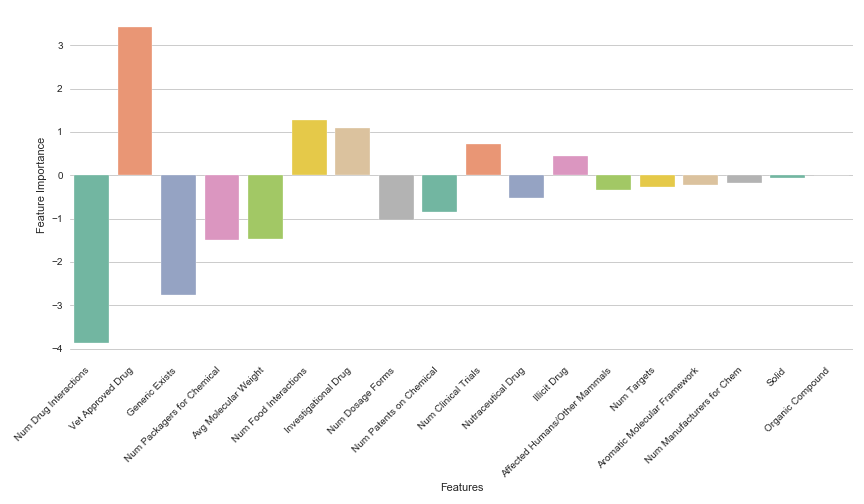 Feature Importance
3
2
1
0
−1
−2
−3
−4
Num Drug Interactions
Vet Approved Drug
Generic Exists
Num Packagers for Chemical
Avg Molecular Weight
Num Food Interactions
Investigational Drug
Num Dosage Forms
Num Patents on Chemical
Num Clinical Trials
Nutraceutical Drug
Illicit Drug
Affected Humans/Other Mammals
Num Targets
Aromatic Molecular Framework
Num Manufacturers for Chem
Solid
Organic Compound
Features